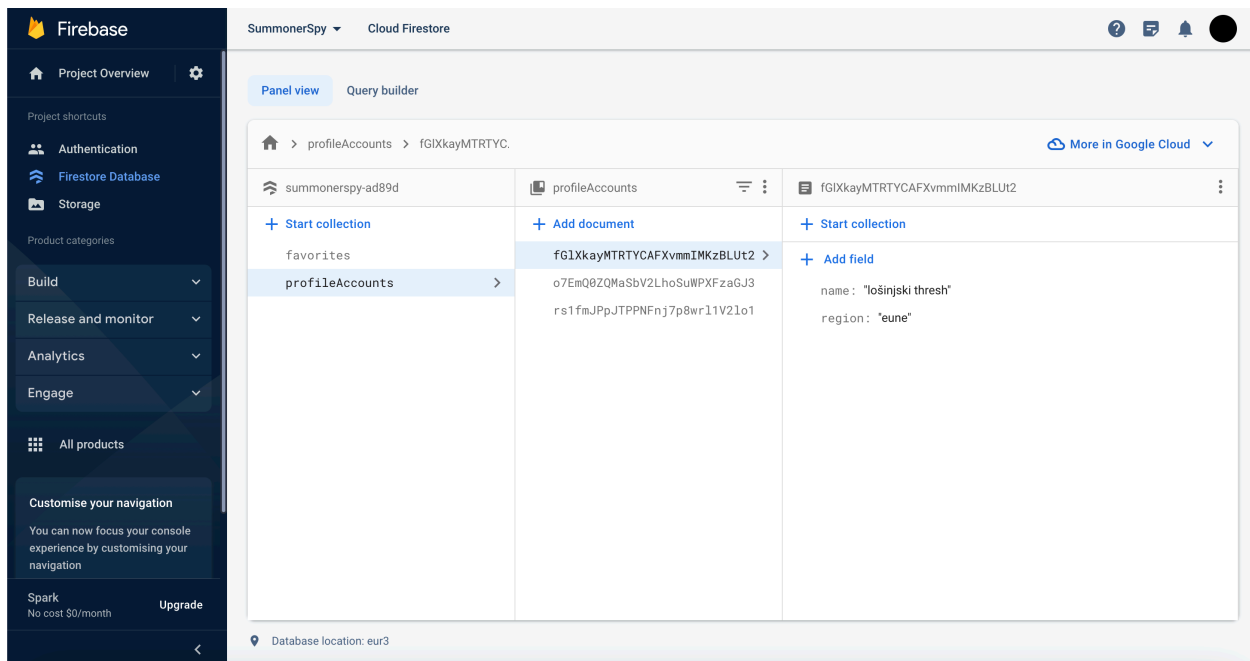 Firebase
Project Overview
Project shortcuts
Authentication
Firestore Database
Storage
Product categories
Build
Release and monitor
Analytics
Engage
All products
Customise your navigation
You can now focus your console
experience by customising your
navigation
Spark
No cost $0/month
Upgrade
SummonerSpy
Cloud Firestore
Panel view
Query builder
profileAccounts
fGlXkayMTRTYC.
More in Google Cloud
summonerspy-ad89d
Start collection
favorites
profileAccounts
profileAccounts
Add document
fGlXkayMTRTYCAFXvmmIMKzBLUt2
o7EmQ0ZQMaSbV2LhoSuWPXFzaGJ3
rs1fmJPpJTPPNFnj7p8wrl1V2lo1
fGlXkayMTRTYCAFXvmmIMKzBLUt2
Start collection
Add field
name: "lošinjski thresh"
region: "eune"
Database location: eur3